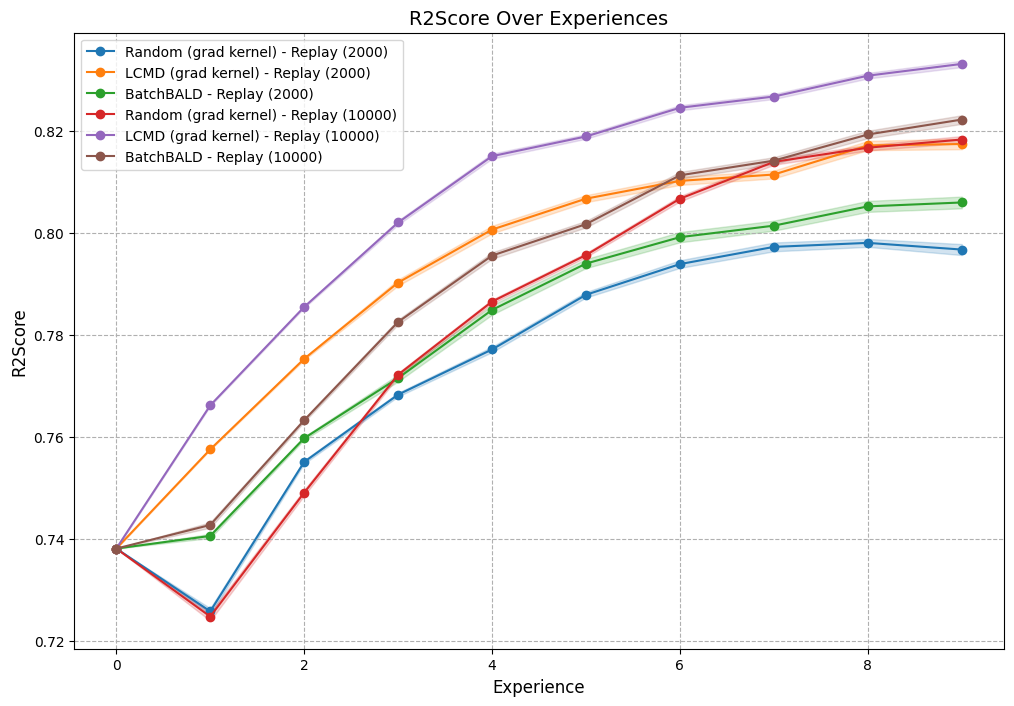 R2Score Over Experiences
Random (grad kernel) - Replay (2000)
LCMD (grad kernel) - Replay (2000)
BatchBALD - Replay (2000)
Random (grad kernel) - Replay (10000)
LCMD (grad kernel) - Replay (10000)
BatchBALD - Replay (10000)
R2Score
0.82
0.80
0.78
0.76
0.74
0.72
0 2 4 6 8
Experience